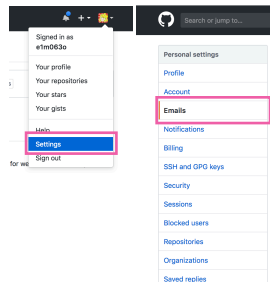 Signed in as
e1m063o
Your profile
Your repositories
Your stars
Your gists
Help
Settings
Sign out
for we
Search or jump to...
Personal settings
Profile
Account
Emails
Notifications
Billing
SSH and GPG keys
Security
Sessions
Blocked users
Repositories
Organizations
Saved replies